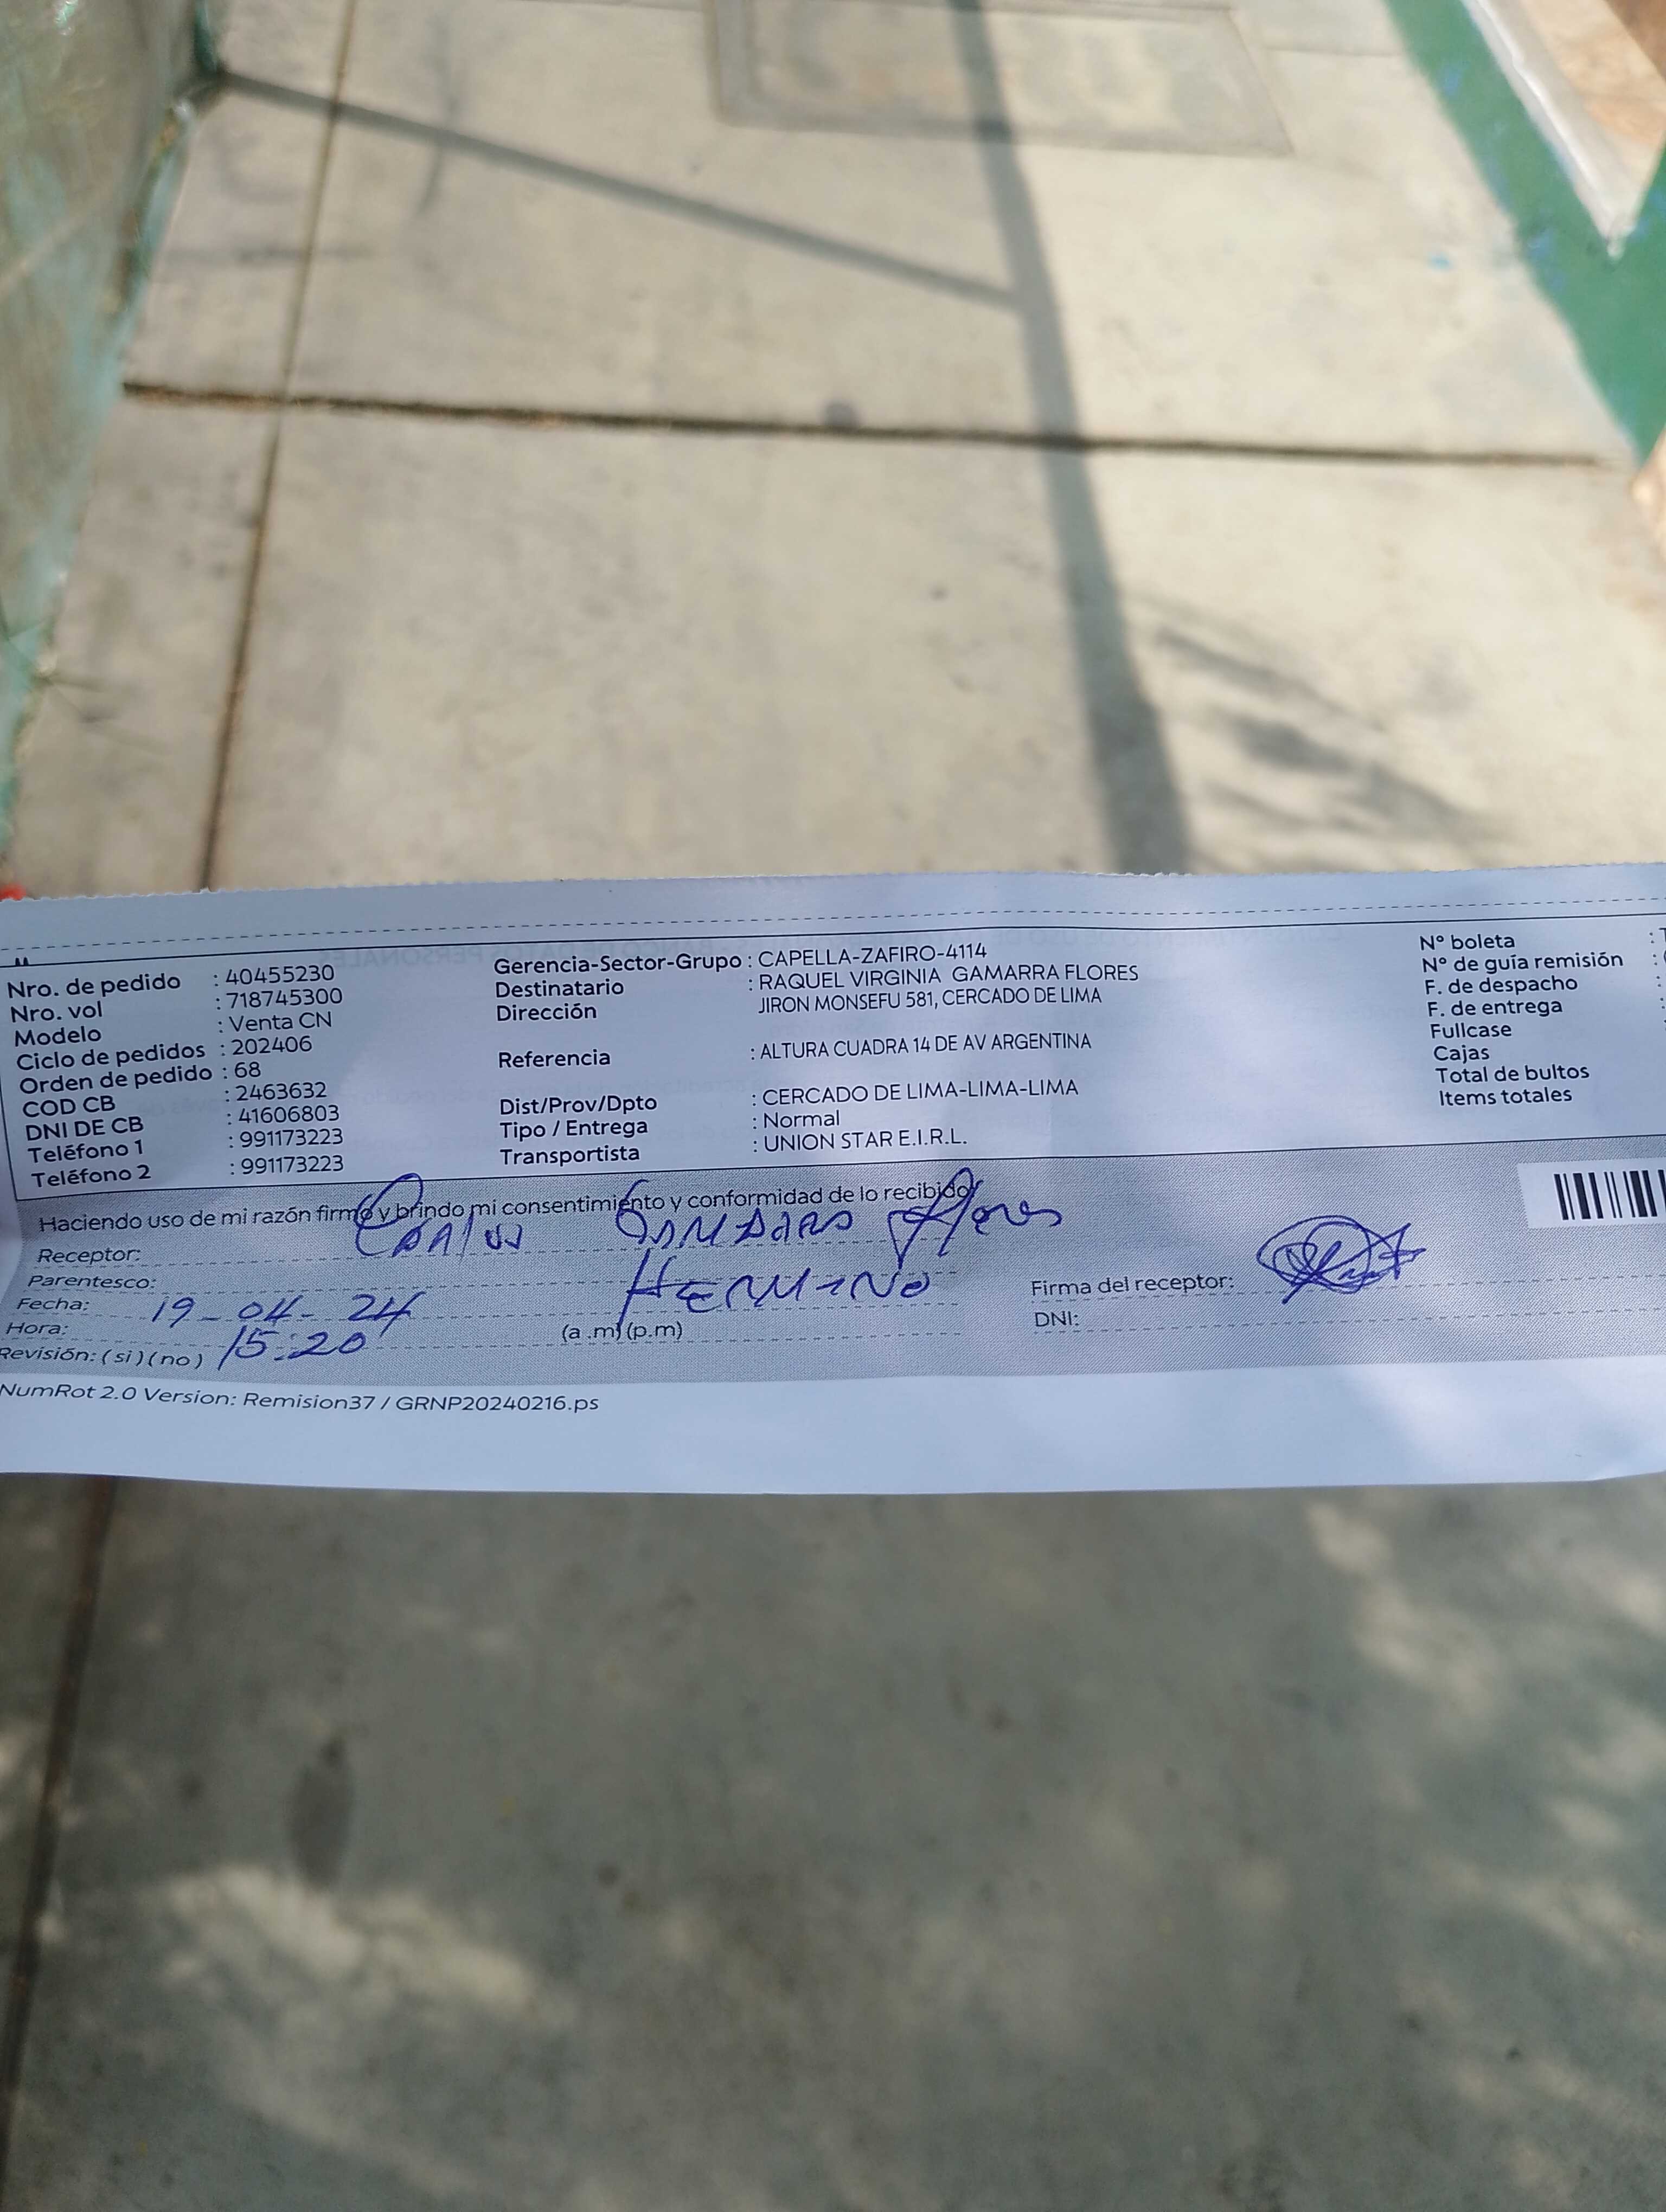 Nro. de pedido : 40455230
Nro. vol : 718745300
Modelo : Venta CN
Ciclo de pedidos : 202406
Orden de pedido : 68
COD CB : 2463632
DNI DE CB : 41606803
Teléfono 1 : 991173223
Teléfono 2 : 991173223
Gerencia-Sector-Grupo : CAPELLA-ZAFIRO-4114
Destinatario : RAQUEL VIRGINIA GAMARRA FLORES
Dirección JIRON MONSEFU 581, CERCADO DE LIMA
Referencia : ALTURA CUADRA 14 DE AV ARGENTINA
Dist/Prov/Dpto : CERCADO DE LIMA-LIMA-LIMA
Tipo / Entrega : Normal
Transportista : UNION STAR E.I.R.L.
N° boleta :
N° de guía remisión :
F. de despacho :
F. de entrega :
Fullcase
Cajas
Total de bultos
Items totales
Haciendo uso de mi razón firmo y brindo mi consentimiento y conformidad de lo recibido
Receptor: Carlos Flores
Parentesco: HERMANO
Fecha: 19-04-24
Hora: 15:20 (a .m) (p.m)
Revisión: ( si ) ( no )
Firma del receptor:
DNI:
NumRot 2.0 Version: Remision37 / GRNP20240216.ps